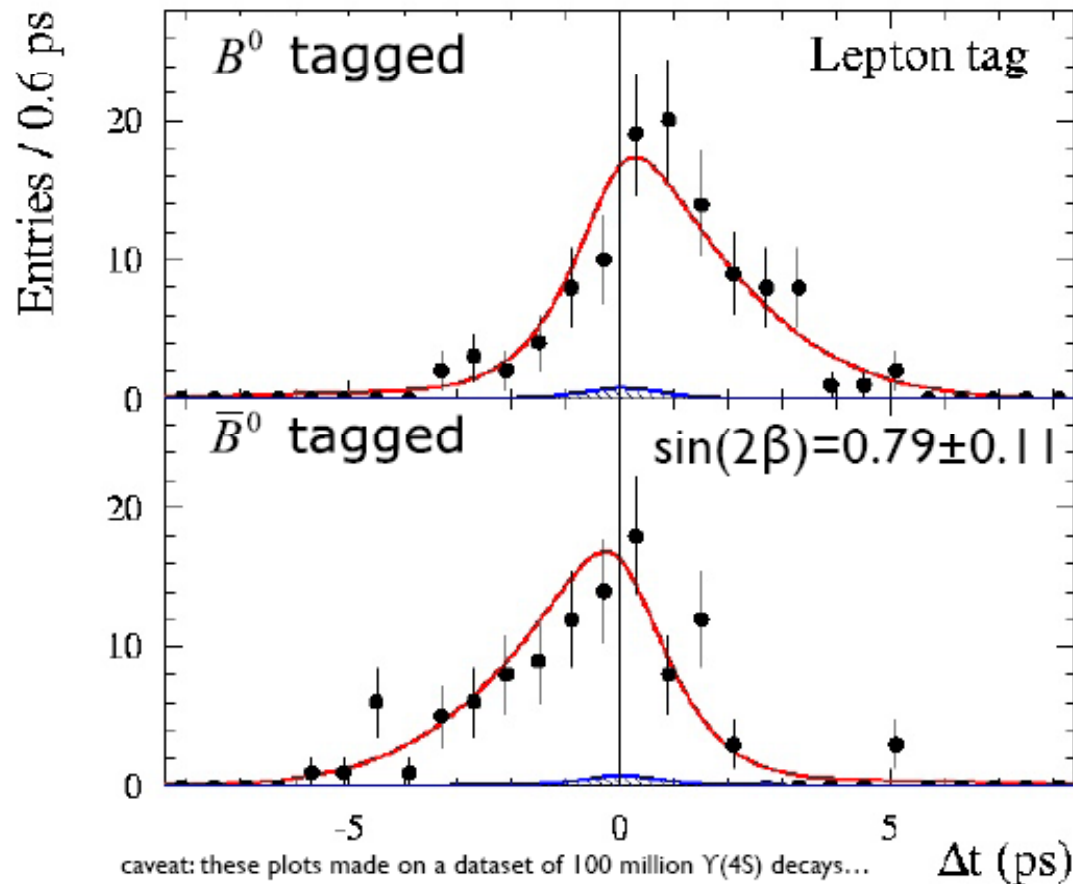 B⁰ tagged
Lepton tag
Entries / 0.6 ps
20
10
0
B̅⁰ tagged
sin(2β)=0.79±0.11
20
10
0
-5
0
5
Δt (ps)
caveat: these plots made on a dataset of 100 million ϒ(4S) decays...